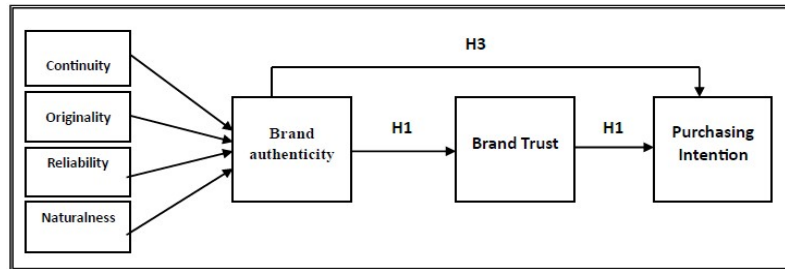 H3
Continuity
Originality
Reliability
Naturalness
Brand
authenticity
H1
Brand Trust
H1
Purchasing
Intention